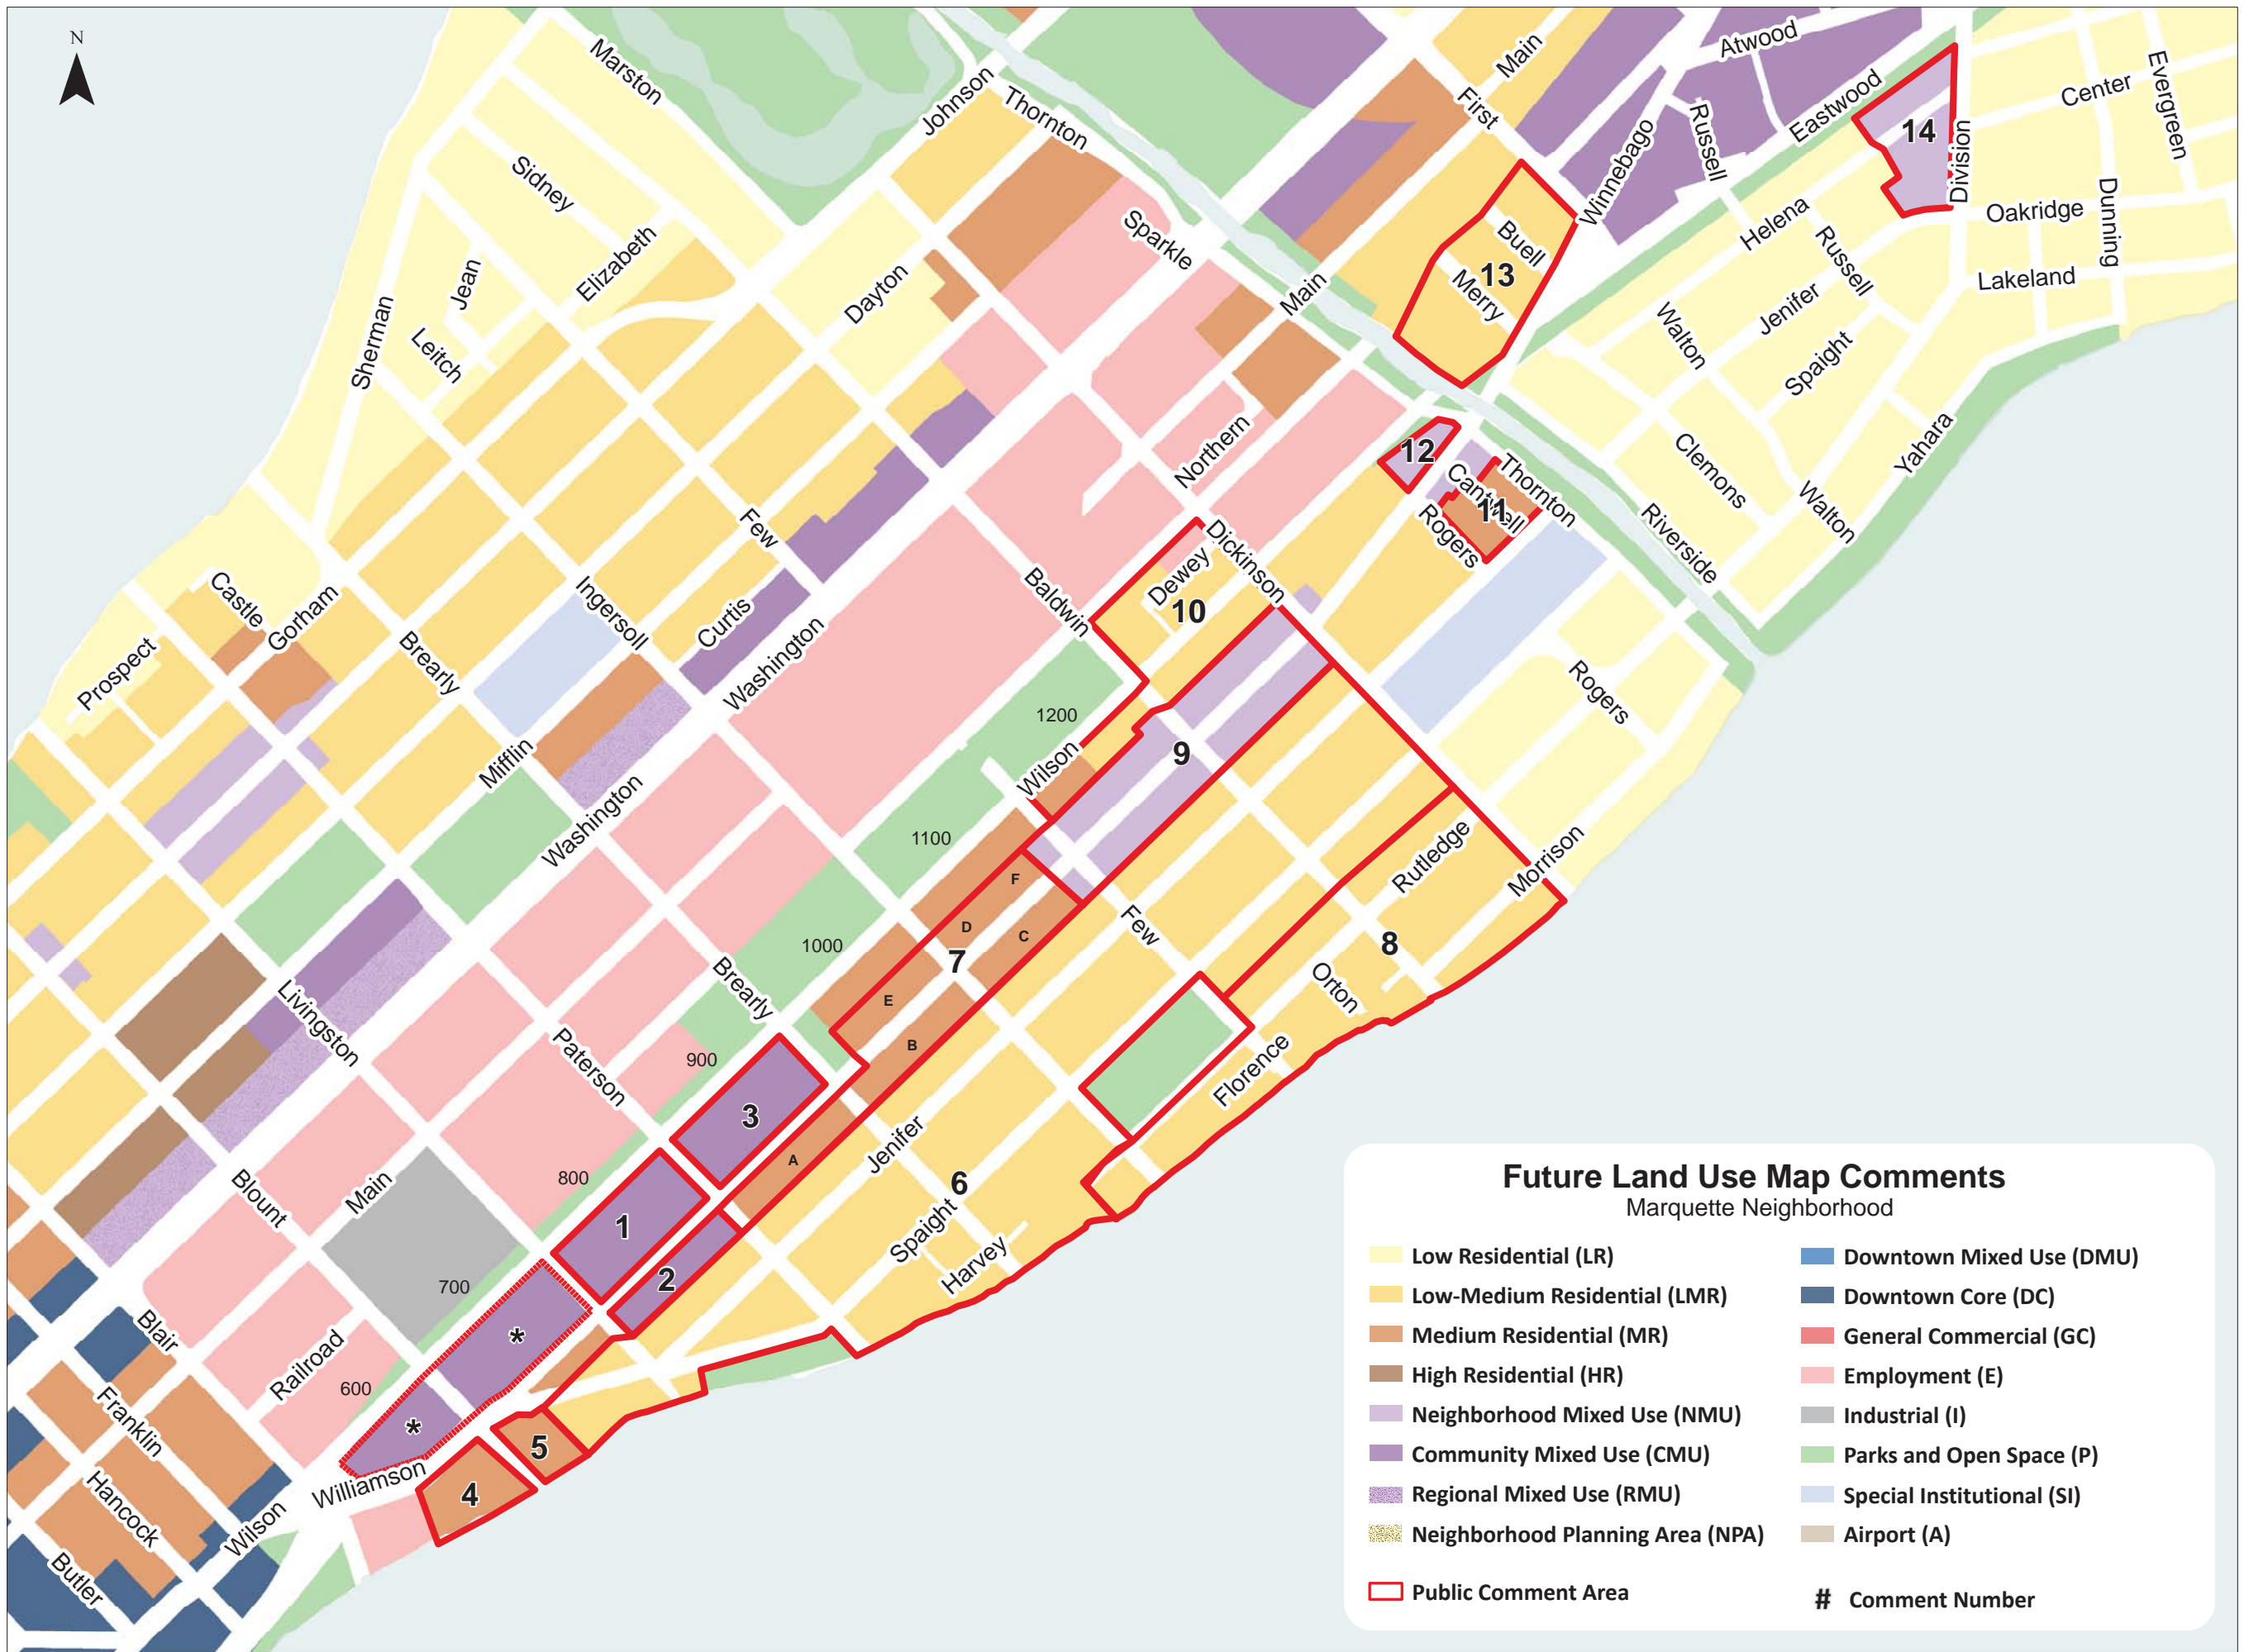 N
Marston
Johnson
Thornton
Main
First
Atwood
Winnebago
Russell
Eastwood
14
Division
Center
Evergreen
Sidney
Elizabeth
Jean
Leitch
Sherman
Dayton
Sparkle
Main
Buell
13
Merry
Helena
Russell
Oakridge
Dunning
Lakeland
Walton
Jenifer
Spaight
Northern
12
Cantwell
11
Thornton
Rogers
Clemons
Yahara
Walton
Riverside
Few
Ingersoll
Curtis
Washington
Baldwin
Dewey
10
Dickinson
Castle
Gorham
Prospect
Brearly
Mifflin
Washington
1200
Wilson
9
Rogers
1100
F
D
C
7
E
B
Few
Rutledge
Morrison
8
Orton
Florence
1000
Brearly
900
3
Livingston
Paterson
800
1
A
Jenifer
6
Spaight
Harvey
2
Blount
Main
700
*
Blair
Railroad
600
*
Franklin
Williamson
5
4
Hancock
Wilson
Butler
Future Land Use Map Comments
Marquette Neighborhood
Low Residential (LR)
Low-Medium Residential (LMR)
Medium Residential (MR)
High Residential (HR)
Neighborhood Mixed Use (NMU)
Community Mixed Use (CMU)
Regional Mixed Use (RMU)
Neighborhood Planning Area (NPA)
Public Comment Area
Downtown Mixed Use (DMU)
Downtown Core (DC)
General Commercial (GC)
Employment (E)
Industrial (I)
Parks and Open Space (P)
Special Institutional (SI)
Airport (A)
# Comment Number